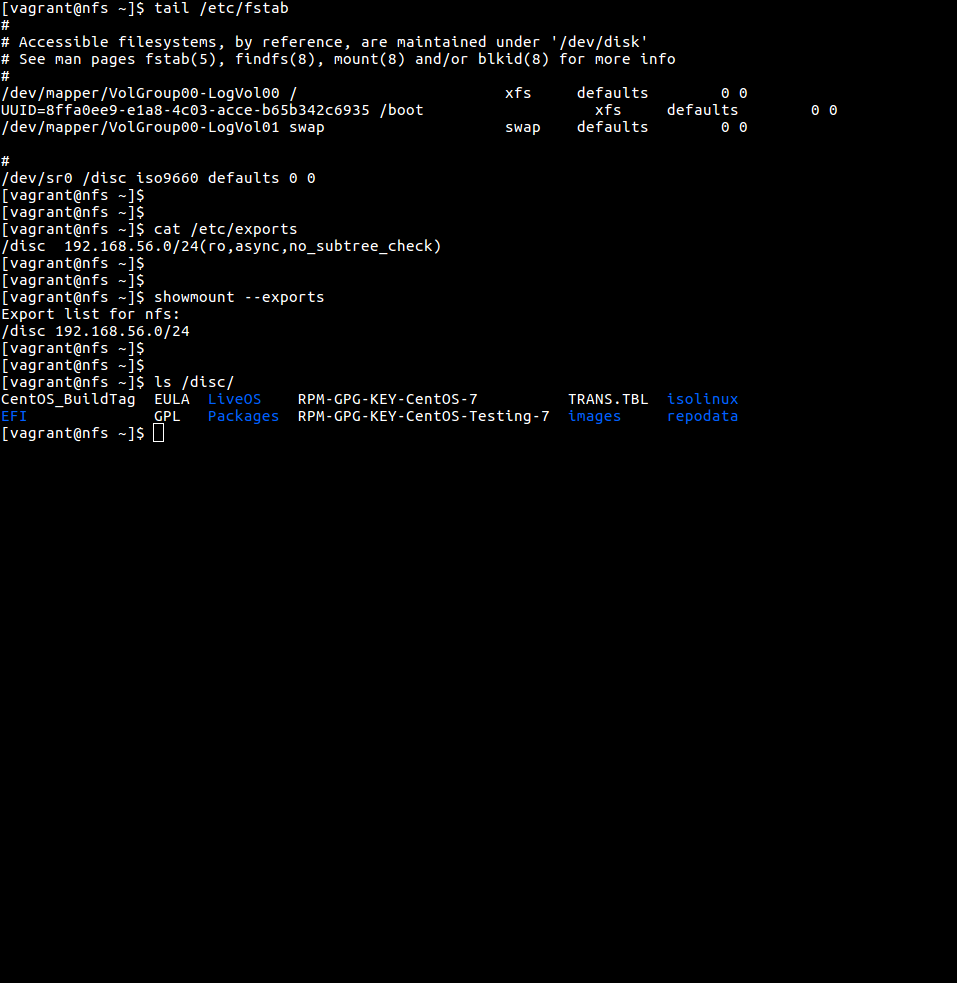 [vagrant@nfs ~]$ tail /etc/fstab
#
# Accessible filesystems, by reference, are maintained under '/dev/disk'
# See man pages fstab(5), findfs(8), mount(8) and/or blkid(8) for more info
#
/dev/mapper/VolGroup00-LogVol00 /                       xfs     defaults        0 0
UUID=8ffa0ee9-e1a8-4c03-acce-b65b342c6935 /boot                   xfs     defaults        0 0
/dev/mapper/VolGroup00-LogVol01 swap                    swap    defaults        0 0

#
/dev/sr0 /disc iso9660 defaults 0 0
[vagrant@nfs ~]$
[vagrant@nfs ~]$
[vagrant@nfs ~]$ cat /etc/exports
/disc  192.168.56.0/24(ro,async,no_subtree_check)
[vagrant@nfs ~]$
[vagrant@nfs ~]$
[vagrant@nfs ~]$ showmount --exports
Export list for nfs:
/disc 192.168.56.0/24
[vagrant@nfs ~]$
[vagrant@nfs ~]$
[vagrant@nfs ~]$ ls /disc/
CentOS_BuildTag  EULA  LiveOS    RPM-GPG-KEY-CentOS-7          TRANS.TBL  isolinux
EFI              GPL   Packages  RPM-GPG-KEY-CentOS-Testing-7  images     repodata
[vagrant@nfs ~]$